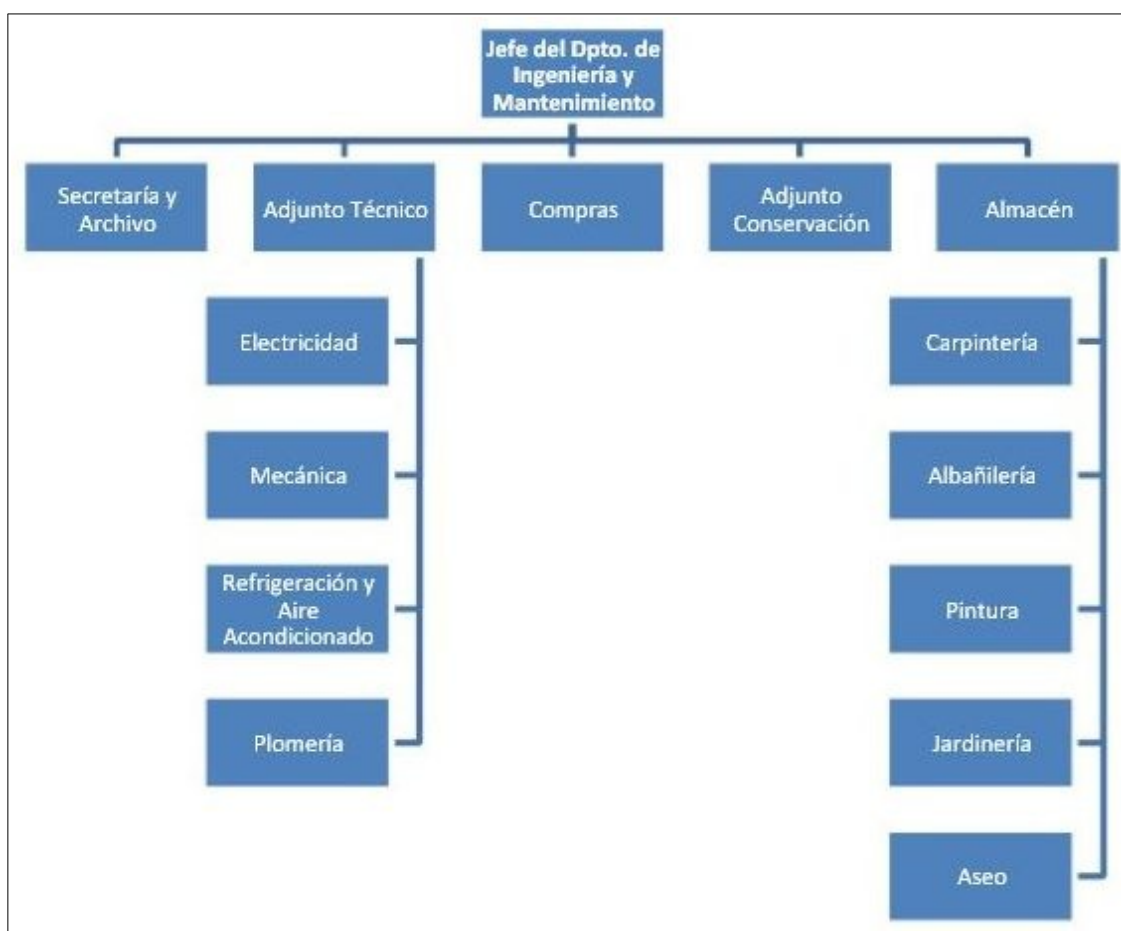 Jefe del Dpto. de
Ingeniería y
Mantenimiento
Secretaría y
Archivo
Adjunto Técnico
Compras
Adjunto
Conservación
Almacén
Electricidad
Mecánica
Refrigeración y
Aire
Acondicionado
Plomería
Carpintería
Albañilería
Pintura
Jardinería
Aseo